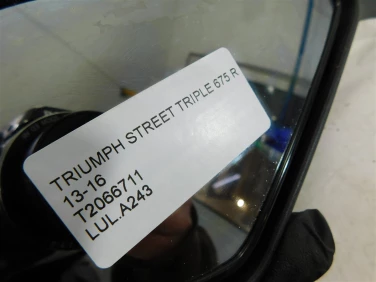 TRIUMPH STREET TRIPLE 675 R
13-16
T2066711
LUL.A243